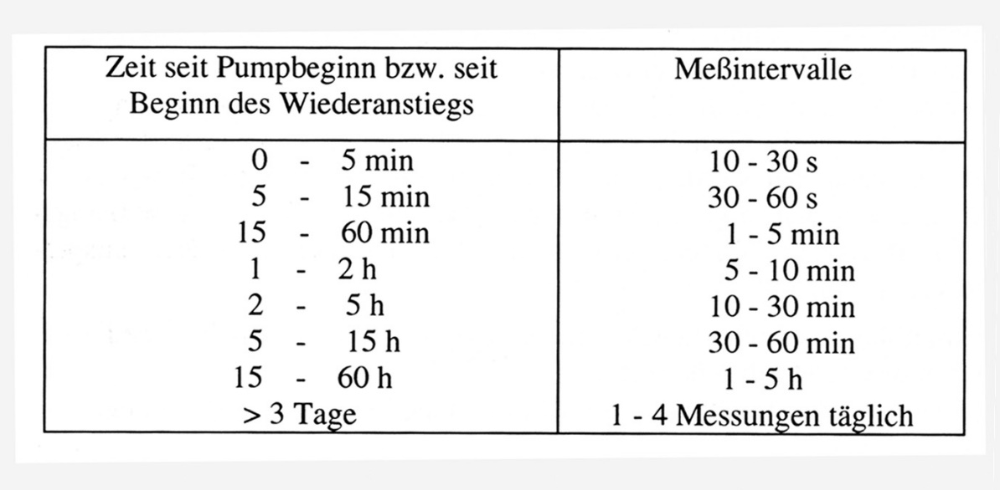 Zeit seit Pumpbeginn bzw. seit
Beginn des Wiederanstiegs
Meßintervalle
0 - 5 min
10 - 30 s
5 - 15 min
30 - 60 s
15 - 60 min
1 - 5 min
1 - 2 h
5 - 10 min
2 - 5 h
10 - 30 min
5 - 15 h
30 - 60 min
15 - 60 h
1 - 5 h
> 3 Tage
1 - 4 Messungen täglich